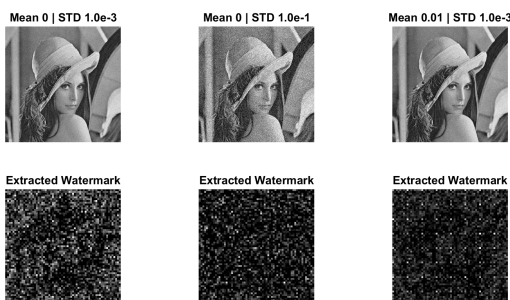 Mean 0 | STD 1.0e-3
Mean 0 | STD 1.0e-1
Mean 0.01 | STD 1.0e-3
Extracted Watermark
Extracted Watermark
Extracted Watermark